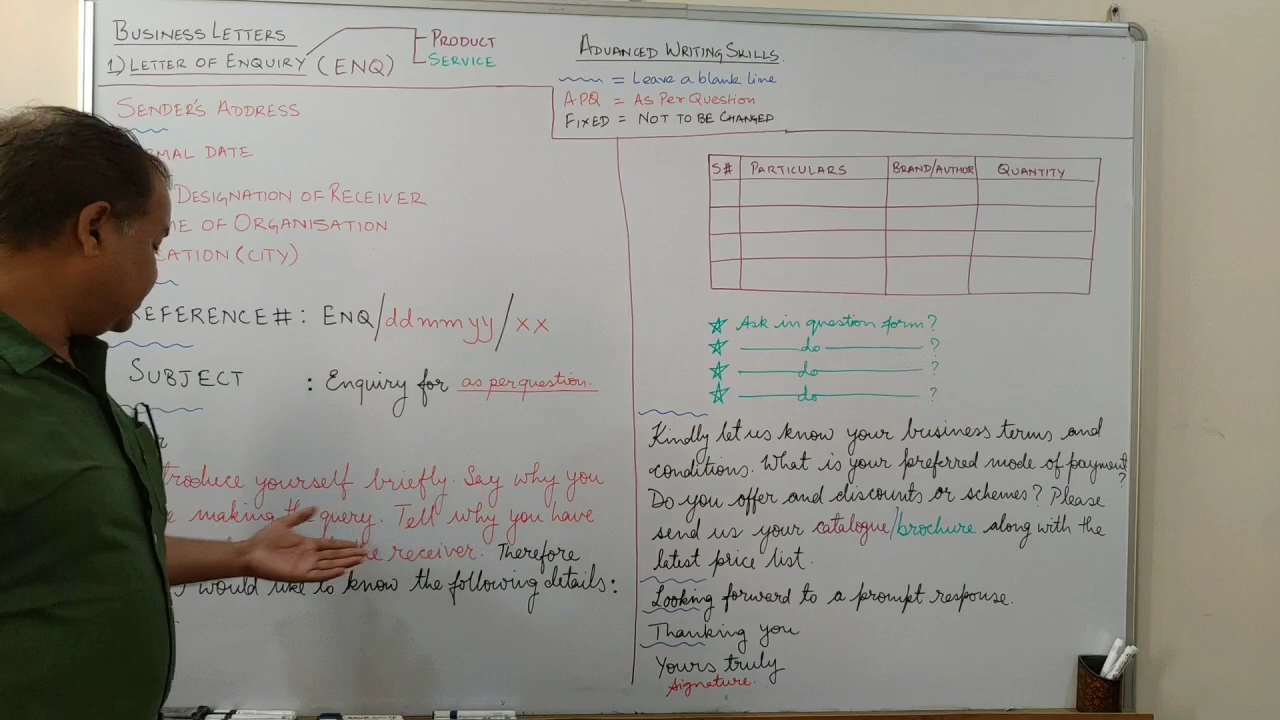 BUSINESS LETTERS
1) LETTER OF ENQUIRY (ENQ)
PRODUCT
SERVICE
ADVANCED WRITING SKILLS
= Leave a blank line
APQ = AS PER QUESTION
FIXED = NOT TO BE CHANGED
SENDER'S ADDRESS
DATE
DESIGNATION OF RECEIVER
OF ORGANISATION
(CITY)
REFERENCE# : ENQ/ddmmyy/xx
SUBJECT : Enquiry for as per question.
yourself briefly. Say why you
making the query. Tell why you have
receiver. Therefore
I would like to know the following details:
S# PARTICULARS BRAND/AUTHOR QUANTITY
Ask in question form?
do ?
do ?
do ?
Kindly let us know your business terms and
conditions. What is your preferred mode of payment?
Do you offer and discounts or schemes? Please
send us your catalogue/brochure along with the
latest price list.
Looking forward to a prompt response.
Thanking you
Yours truly
Signature.